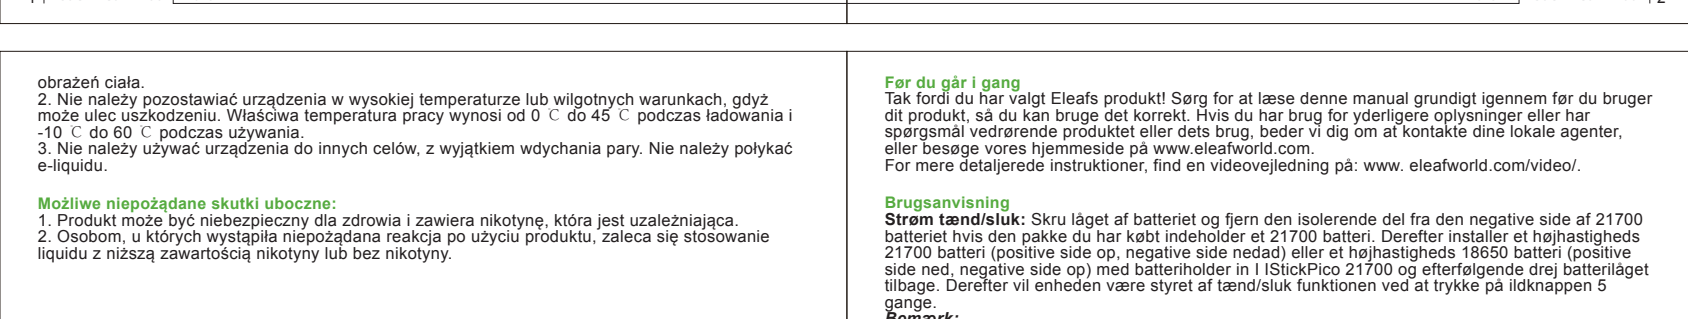 obrażeń ciała.
2. Nie należy pozostawiać urządzenia w wysokiej temperaturze lub wilgotnych warunkach, gdyż
może ulec uszkodzeniu. Właściwa temperatura pracy wynosi od 0 ℃ do 45 ℃ podczas ładowania i
-10 ℃ do 60 ℃ podczas używania.
3. Nie należy używać urządzenia do innych celów, z wyjątkiem wdychania pary. Nie należy połykać
e-liquidu.
Możliwe niepożądane skutki uboczne:
1. Produkt może być niebezpieczny dla zdrowia i zawiera nikotynę, która jest uzależniająca.
2. Osobom, u których wystąpiła niepożądana reakcja po użyciu produktu, zaleca się stosowanie
liquidu z niższą zawartością nikotyny lub bez nikotyny.
Før du går i gang
Tak fordi du har valgt Eleafs produkt! Sørg for at læse denne manual grundigt igennem før du bruger
dit produkt, så du kan bruge det korrekt. Hvis du har brug for yderligere oplysninger eller har
spørgsmål vedrørende produktet eller dets brug, beder vi dig om at kontakte dine lokale agenter,
eller besøge vores hjemmeside på www.eleafworld.com.
For mere detaljerede instruktioner, find en videovejledning på: www. eleafworld.com/video/.
Brugsanvisning
Strøm tænd/sluk: Skru låget af batteriet og fjern den isolerende del fra den negative side af 21700
batteriet hvis den pakke du har købt indeholder et 21700 batteri. Derefter installer et højhastigheds
21700 batteri (positive side op, negative side nedad) eller et højhastigheds 18650 batteri (positive
side ned, negative side op) med batteriholder in I IStickPico 21700 og efterfølgende drej batterilåget
tilbage. Derefter vil enheden være styret af tænd/sluk funktionen ved at trykke på ildknappen 5
gange.
Bemærk: